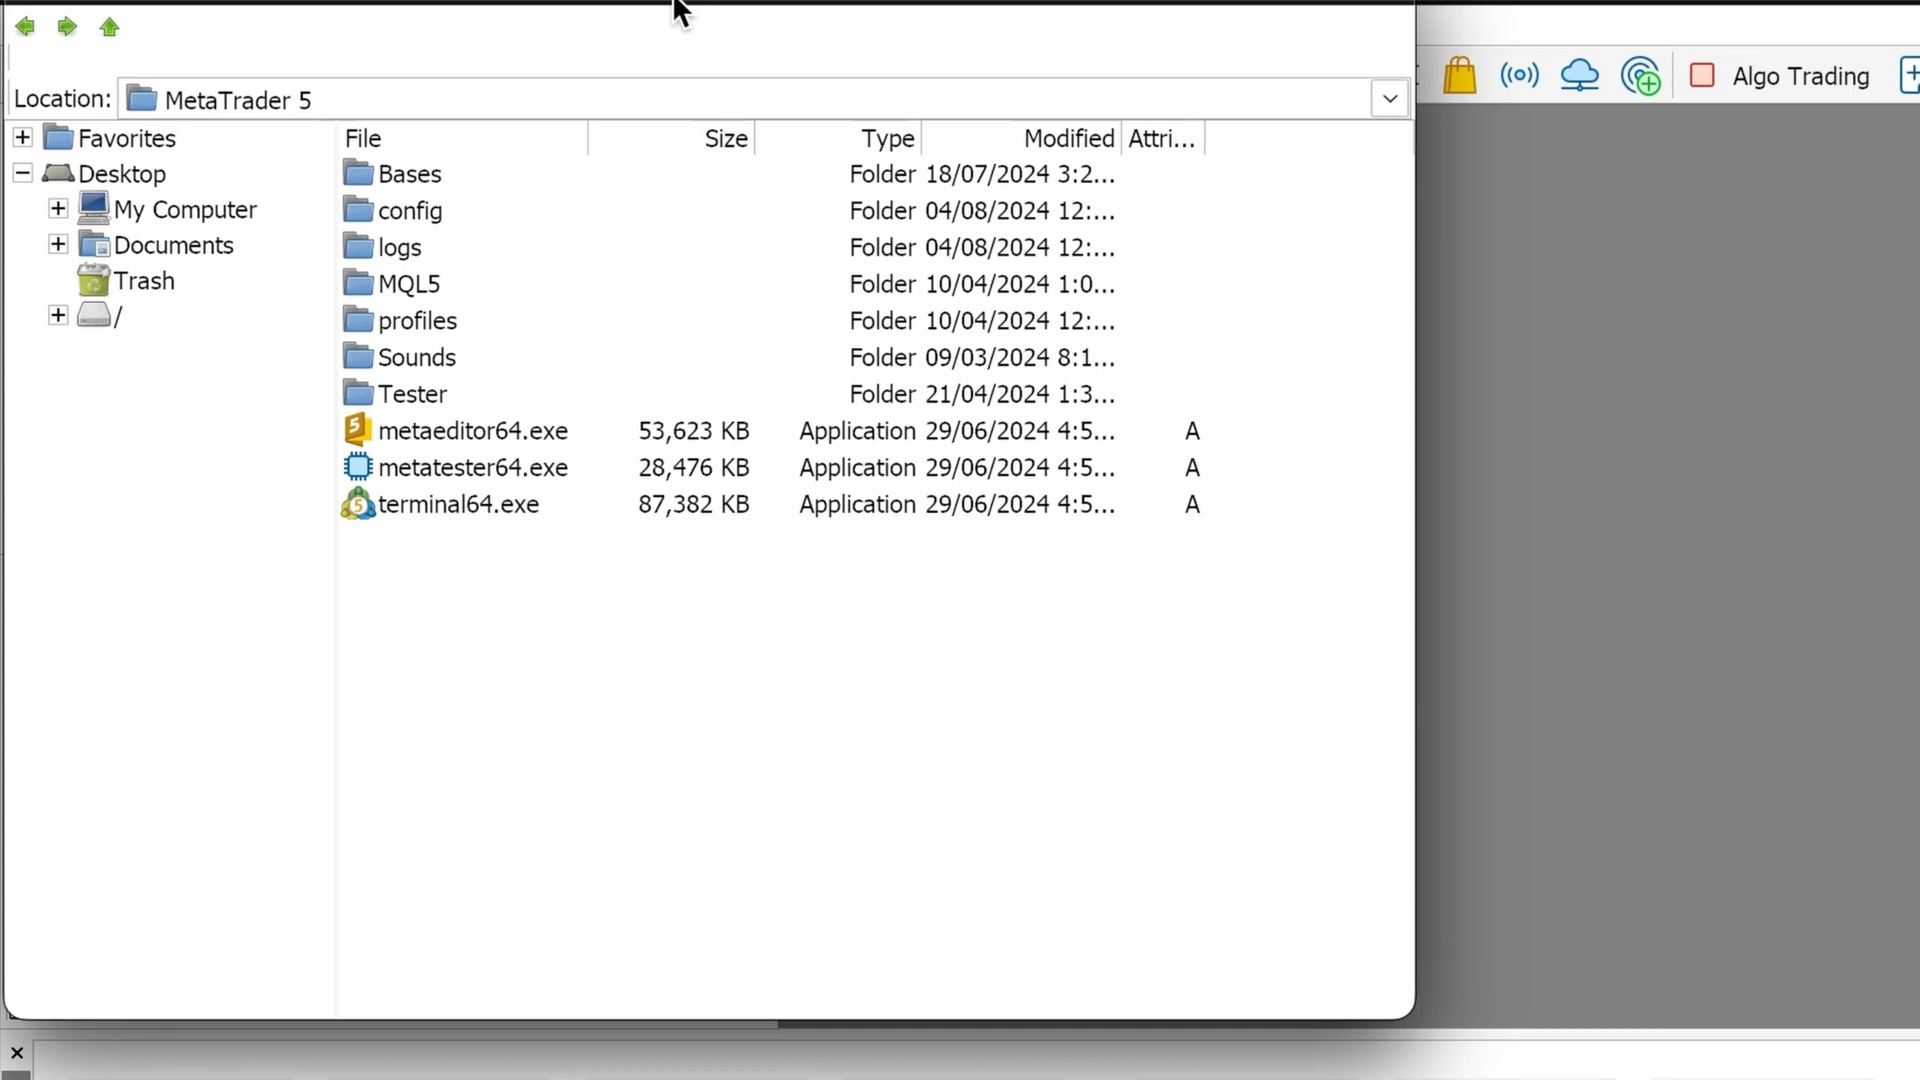 Location: MetaTrader 5
Algo Trading
Favorites
Desktop
My Computer
Documents
Trash
/
File Size Type Modified Attri...
Bases Folder 18/07/2024 3:2...
config Folder 04/08/2024 12:...
logs Folder 04/08/2024 12:...
MQL5 Folder 10/04/2024 1:0...
profiles Folder 10/04/2024 12:...
Sounds Folder 09/03/2024 8:1...
Tester Folder 21/04/2024 1:3...
metaeditor64.exe 53,623 KB Application 29/06/2024 4:5... A
metatester64.exe 28,476 KB Application 29/06/2024 4:5... A
terminal64.exe 87,382 KB Application 29/06/2024 4:5... A